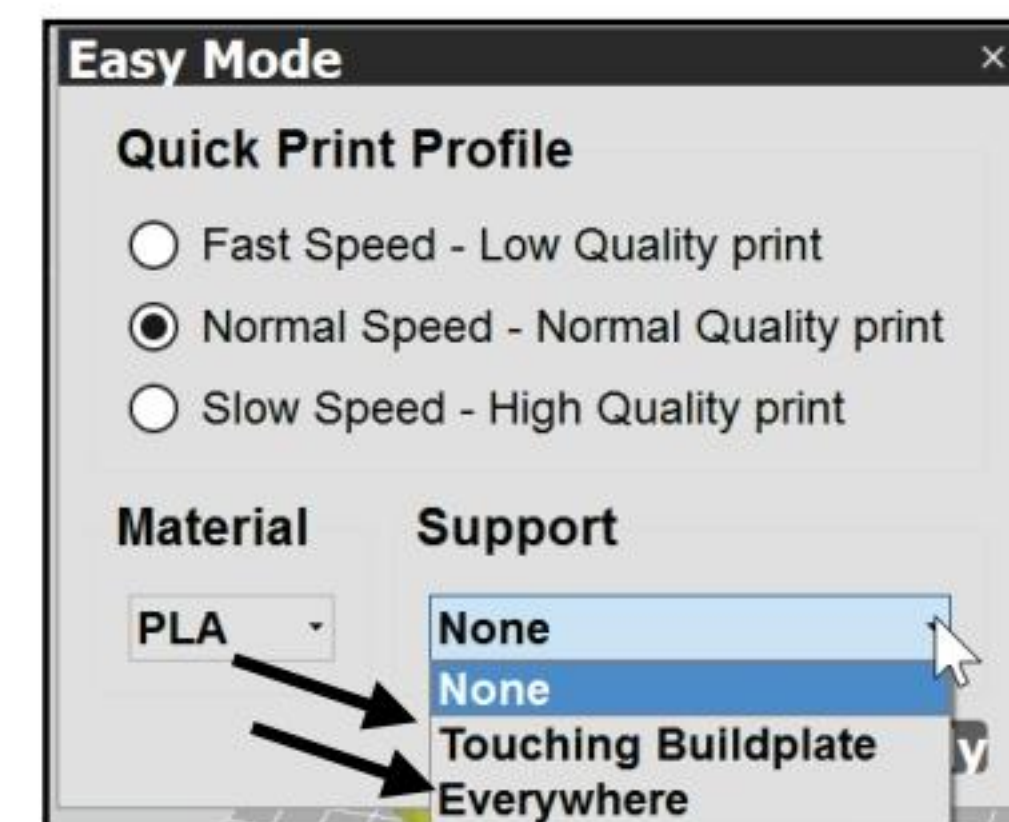 Easy Mode ×
Quick Print Profile
Fast Speed - Low Quality print
Normal Speed - Normal Quality print
Slow Speed - High Quality print
Material Support
PLA None
None
Touching Buildplate
y
Everywhere